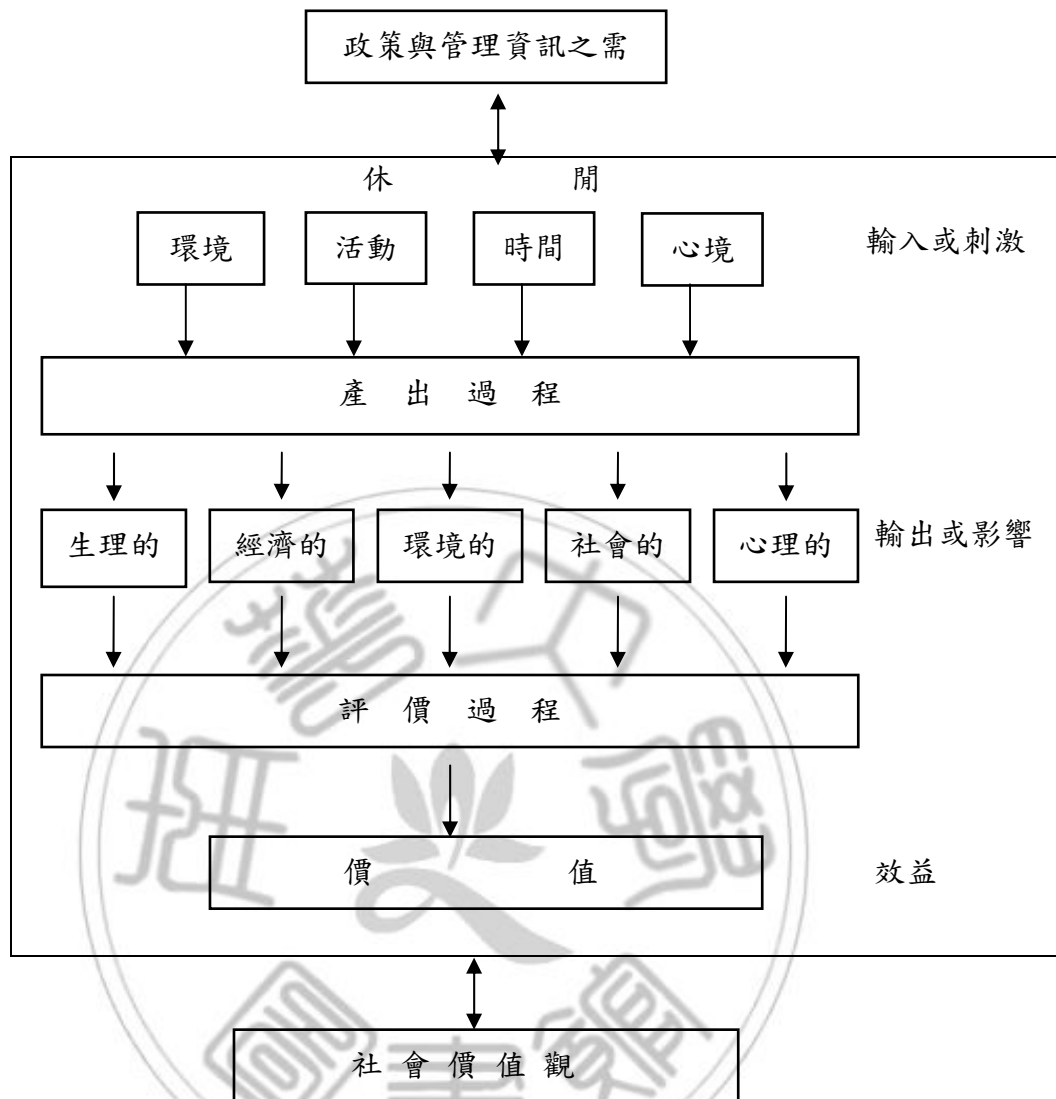 政策與管理資訊之需
休 閒
環境 活動 時間 心境 輸入或刺激
產 出 過 程
生理的 經濟的 環境的 社會的 心理的 輸出或影響
評 價 過 程
價 值 效益
社 會 價 值 觀